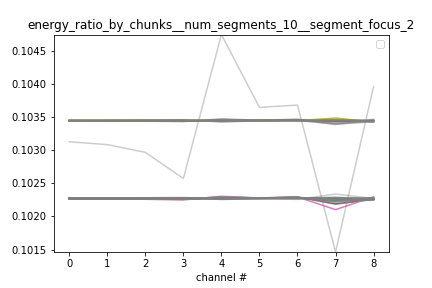 energy_ratio_by_chunks__num_segments_10__segment_focus_2
0.1045
0.1040
0.1035
0.1030
0.1025
0.1020
0.1015
0 1 2 3 4 5 6 7 8
channel #